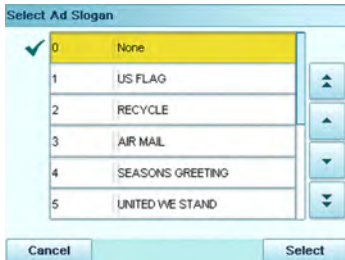 Select Ad Slogan
0 None
1 US FLAG
2 RECYCLE
3 AIR MAIL
4 SEASONS GREETING
5 UNITED WE STAND
Cancel Select